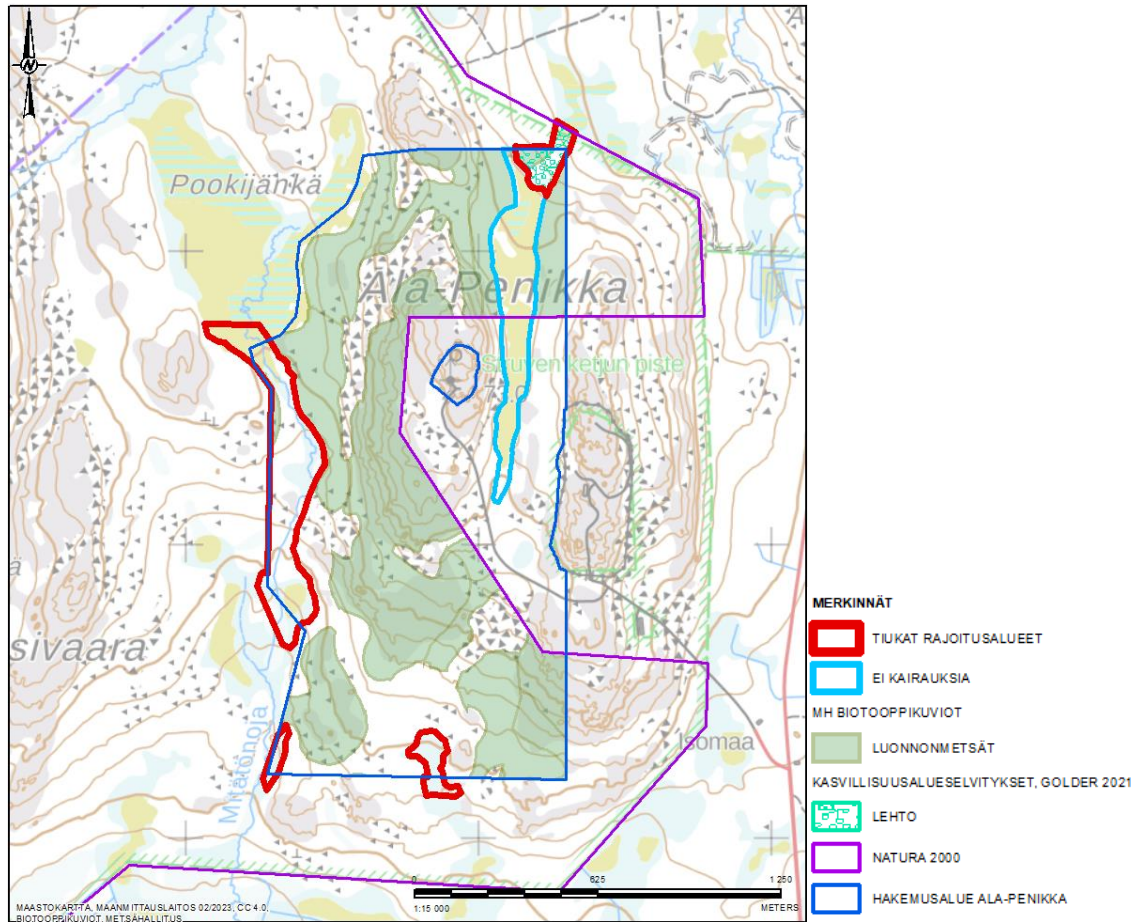 N
Pookijänkä
Ala-Penikka
Struven ketjun piste
sivaara
Mitätönoja
Isomaa
0 625 1 250
1:15 000 METERS
MAASTOKARTTA, MAANMITTAUSLAITOS 02/2023, CC 4.0,
BIOTOOPPIKUVIOT, METSÄHALLITUS
MERKINNÄT
TIUKAT RAJOITUSALUEET
EI KAIRAUKSIA
MH BIOTOOPPIKUVIOT
LUONNONMETSÄT
KASVILLISUUSALUESELVITYKSET, GOLDER 2021
LEHTO
NATURA 2000
HAKEMUSALUE ALA-PENIKKA